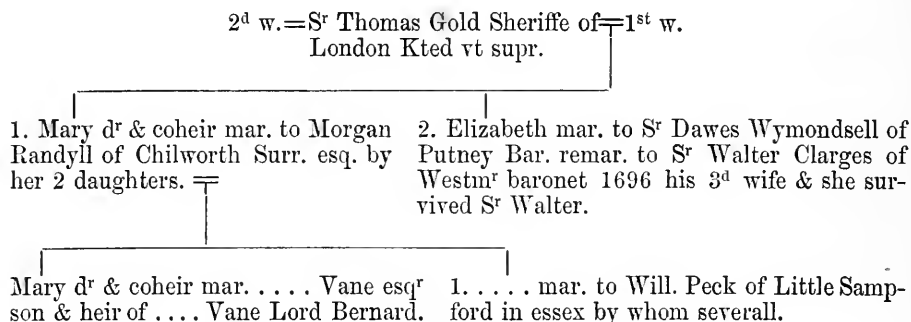 2ᵈ w.=Sʳ Thomas Gold Sheriffe of=1ˢᵗ w.
London Kted vt supr.
1. Mary dʳ & coheir mar. to Morgan
Randyll of Chilworth Surr. esq. by
her 2 daughters. =
2. Elizabeth mar. to Sʳ Dawes Wymondsell of
Putney Bar. remar. to Sʳ Walter Clarges of
Westmʳ baronet 1696 his 3ᵈ wife & she sur-
vived Sʳ Walter.
Mary dʳ & coheir mar. . . . . Vane esqʳ
son & heir of . . . . Vane Lord Bernard.
1. . . . . mar. to Will. Peck of Little Samp-
ford in essex by whom severall.